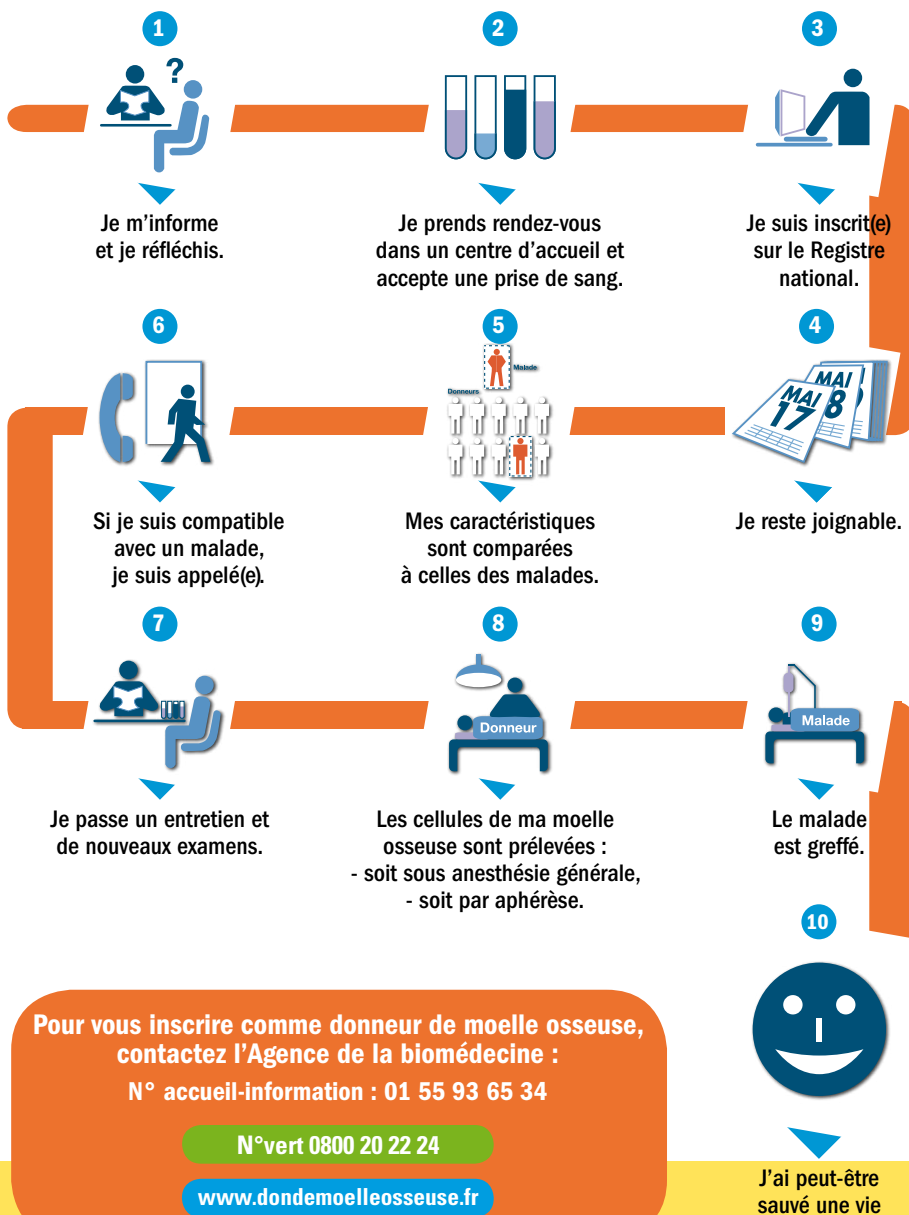 1
Je m'informe
et je réfléchis.
2
Je prends rendez-vous
dans un centre d'accueil et
accepte une prise de sang.
3
Je suis inscrit(e)
sur le Registre
national.
4
MAI
17
MAI
8
Je reste joignable.
5
Malade
Donneurs
Mes caractéristiques
sont comparées
à celles des malades.
6
Si je suis compatible
avec un malade,
je suis appelé(e).
7
Je passe un entretien et
de nouveaux examens.
8
Donneur
Les cellules de ma moelle
osseuse sont prélevées :
- soit sous anesthésie générale,
- soit par aphérèse.
9
Malade
Le malade
est greffé.
10
J'ai peut-être
sauvé une vie
Pour vous inscrire comme donneur de moelle osseuse,
contactez l'Agence de la biomédecine :
N° accueil-information : 01 55 93 65 34
N°vert 0800 20 22 24
www.dondemoelleosseuse.fr